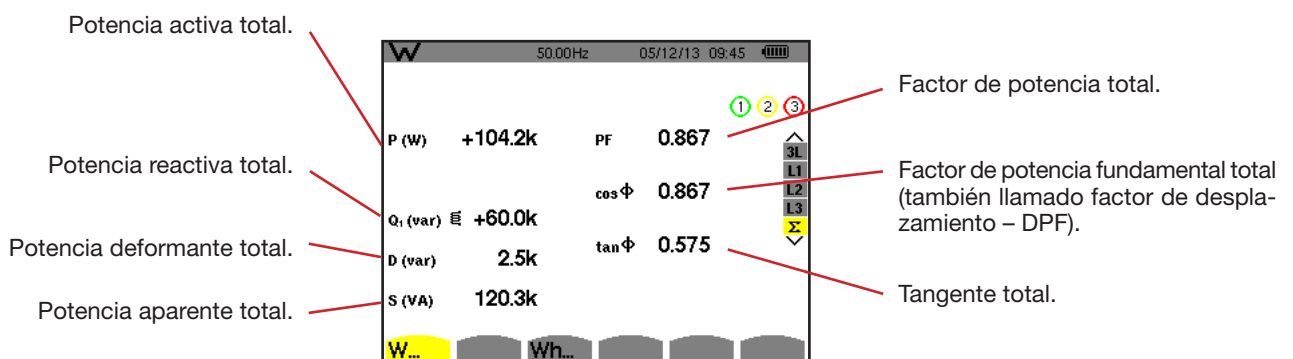 Potencia activa total.
W 50.00Hz 05/12/13 09:45
Factor de potencia total.
1 2 3
P (W) +104.2k PF 0.867
3L
L1
Potencia reactiva total.
Factor de potencia fundamental total
(también llamado factor de despla-
zamiento – DPF).
cosΦ 0.867
L2
L3
Q₁ (var) +60.0k
Σ
Potencia deformante total.
D (var) 2.5k tanΦ 0.575
Potencia aparente total.
S (VA) 120.3k
Tangente total.
W... Wh...